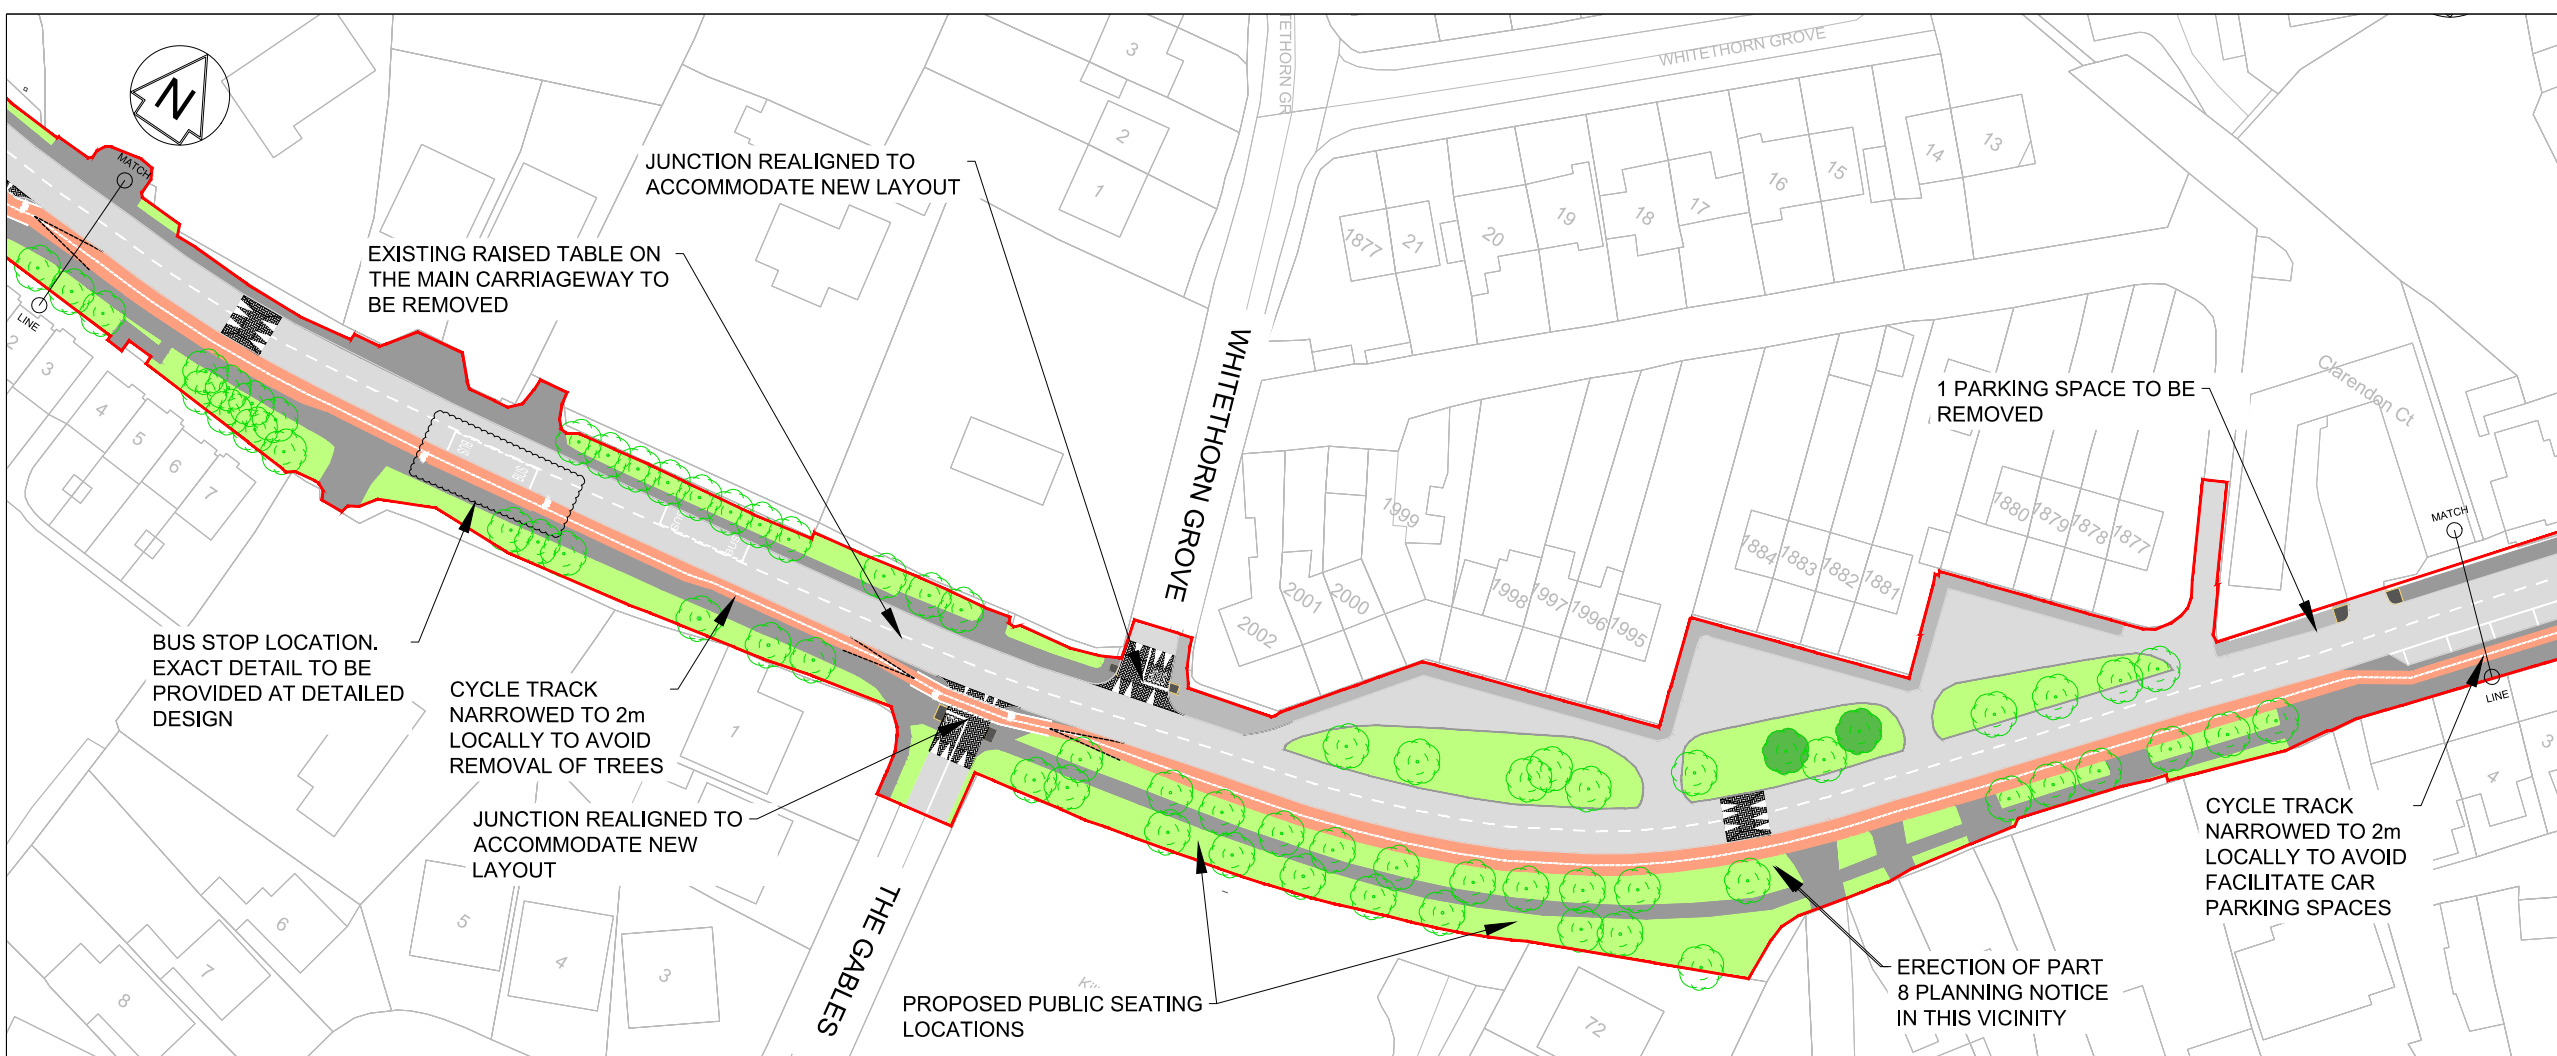 N
MATCH
LINE
JUNCTION REALIGNED TO
ACCOMMODATE NEW LAYOUT
EXISTING RAISED TABLE ON
THE MAIN CARRIAGEWAY TO
BE REMOVED
WHITETHORN GROVE
3
2
1
WHITETHORN GROVE
1877
21
20
19
18
17
16
15
14
13
1 PARKING SPACE TO BE
REMOVED
Clarendon Ct
MATCH
LINE
2
3
4
5
6
7
BUS STOP LOCATION.
EXACT DETAIL TO BE
PROVIDED AT DETAILED
DESIGN
CYCLE TRACK
NARROWED TO 2m
LOCALLY TO AVOID
REMOVAL OF TREES
JUNCTION REALIGNED TO
ACCOMMODATE NEW
LAYOUT
1999
2002
2001
2000
1998
1997
1996
1995
1884
1883
1882
1881
1880
1879
1878
1877
1
THE GABLES
5
4
3
6
7
8
PROPOSED PUBLIC SEATING
LOCATIONS
72
ERECTION OF PART
8 PLANNING NOTICE
IN THIS VICINITY
CYCLE TRACK
NARROWED TO 2m
LOCALLY TO AVOID
FACILITATE CAR
PARKING SPACES
3
4